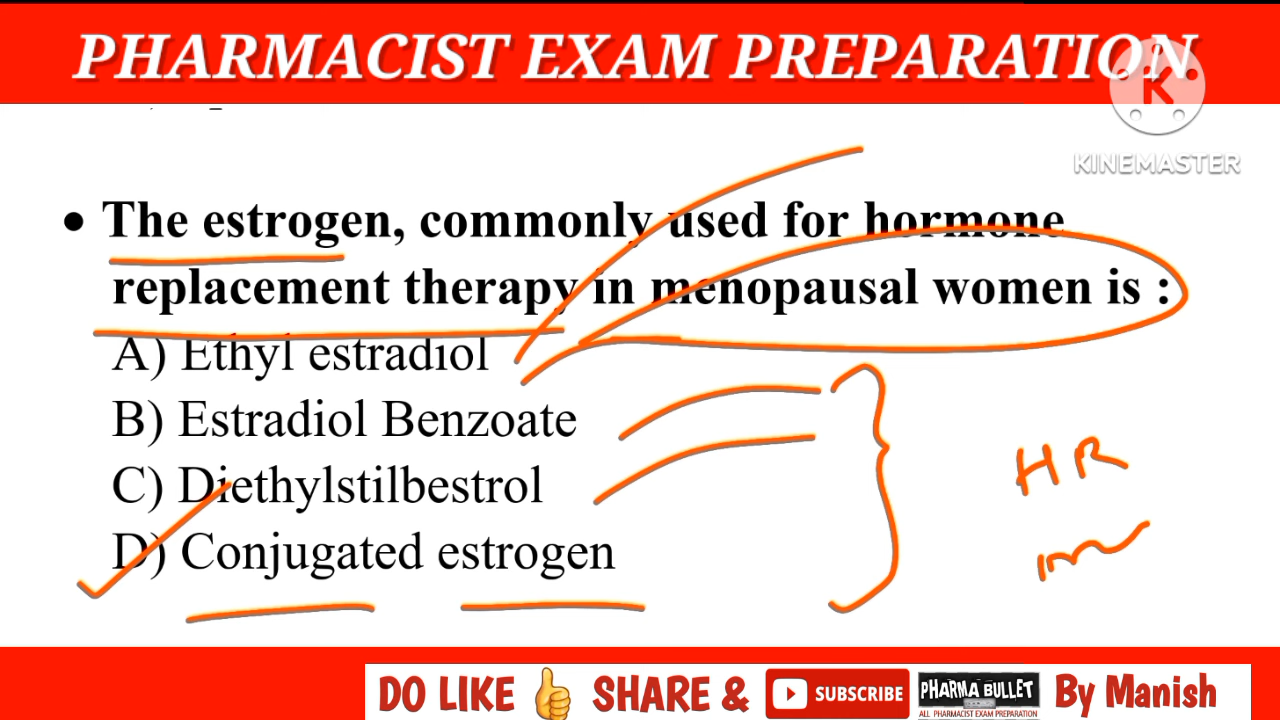 PHARMACIST EXAM PREPARATION
K
KINEMASTER
• The estrogen, commonly used for hormone
replacement therapy in menopausal women is :
A) Ethyl estradiol
B) Estradiol Benzoate
C) Diethylstilbestrol
D) Conjugated estrogen
HR
DO LIKE 👍 SHARE & SUBSCRIBE PHARMA BULLET By Manish
ALL PHARMACIST EXAM PREPARATION